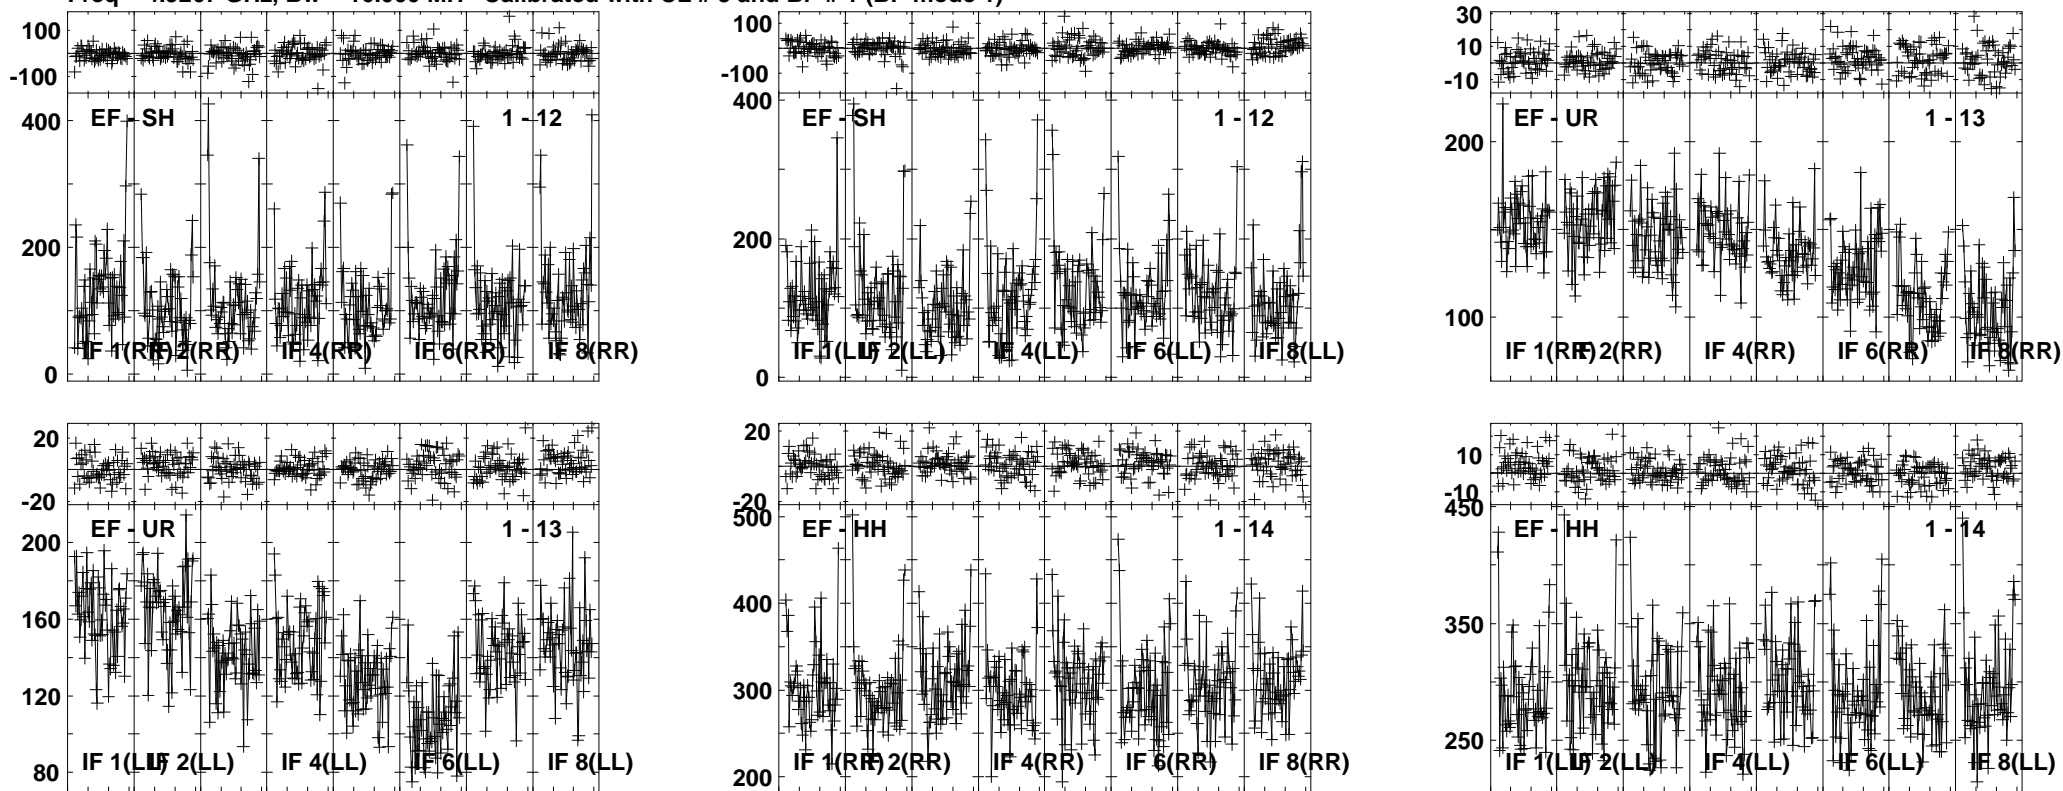 100
-100
EF - SH 1 - 12
400
200
0
IF 1(RR) IF 2(RR) IF 4(RR) IF 6(RR) IF 8(RR)
100
-100
EF - SH 1 - 12
400
200
0
IF 1(LL) IF 2(LL) IF 4(LL) IF 6(LL) IF 8(LL)
30
10
-10
EF - UR 1 - 13
200
100
IF 1(RR) IF 2(RR) IF 4(RR) IF 6(RR) IF 8(RR)
20
-20
EF - UR 1 - 13
200
160
120
80
IF 1(LL) IF 2(LL) IF 4(LL) IF 6(LL) IF 8(LL)
20
-20
EF - HH 1 - 14
500
400
300
200
IF 1(RR) IF 2(RR) IF 4(RR) IF 6(RR) IF 8(RR)
10
-10
EF - HH 1 - 14
450
350
250
IF 1(LL) IF 2(LL) IF 4(LL) IF 6(LL) IF 8(LL)